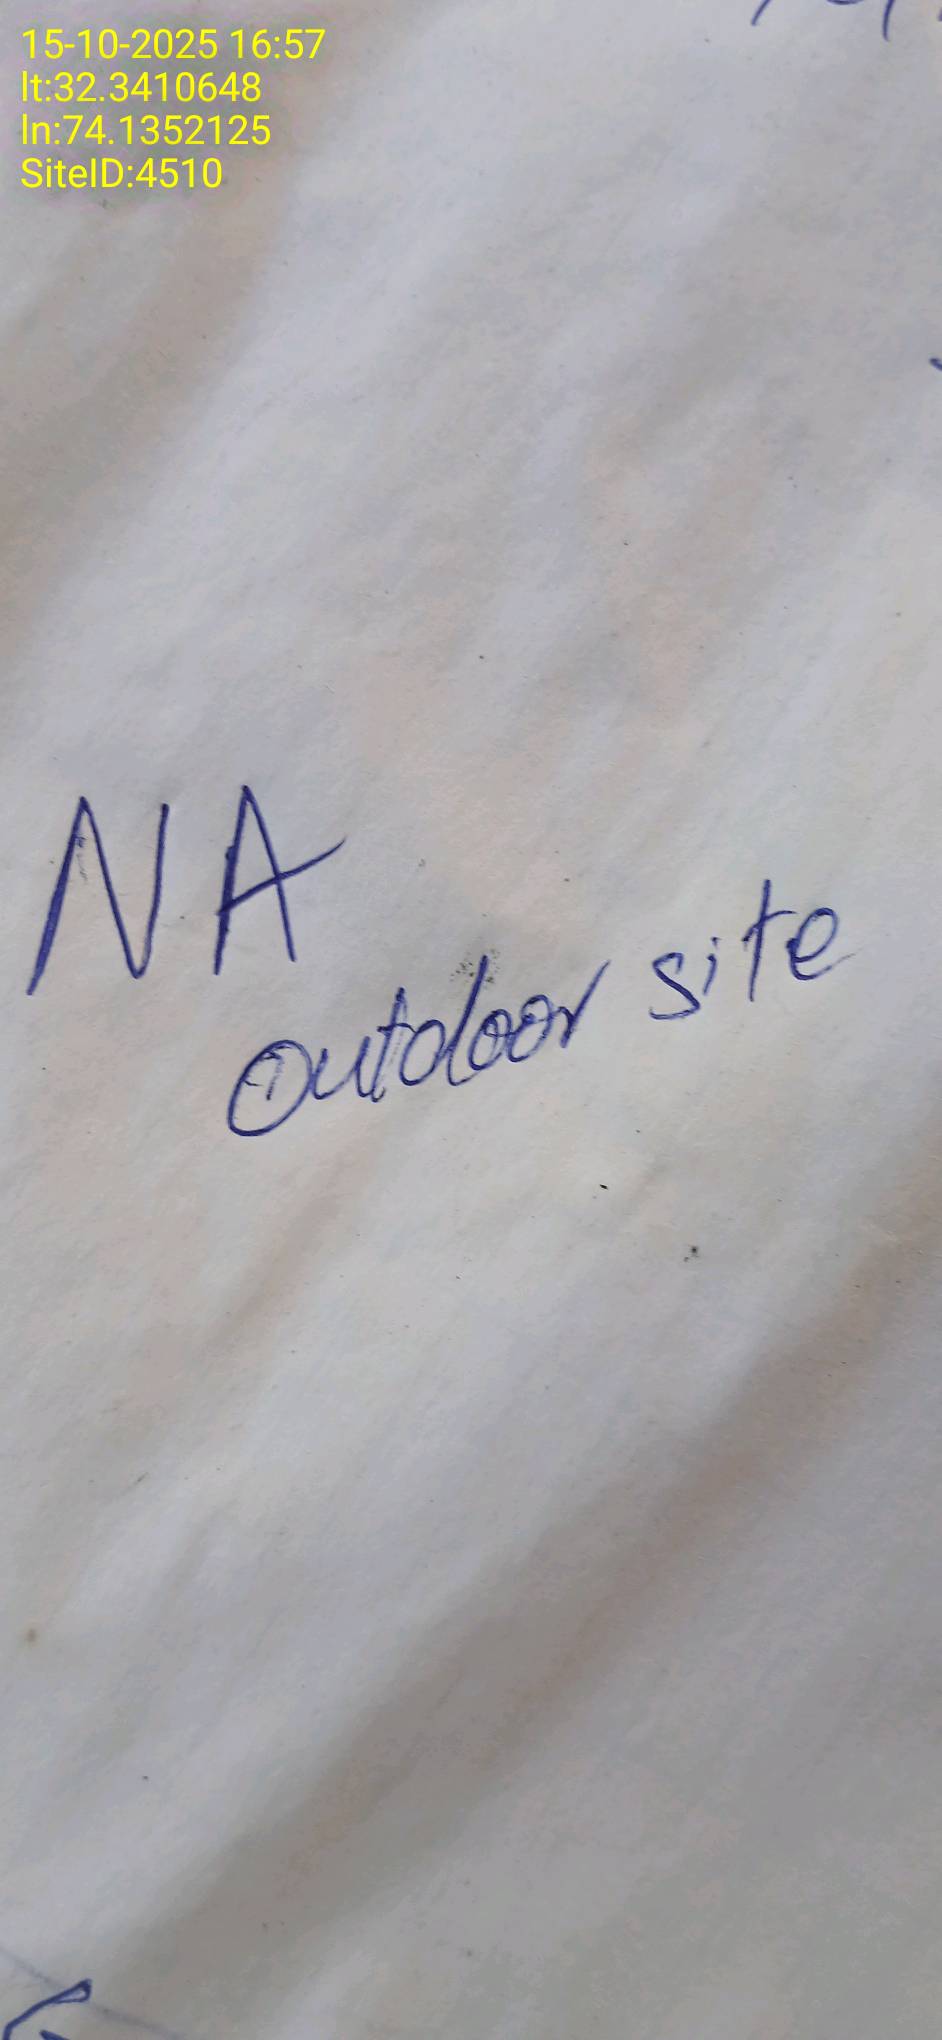 15-10-2025 16:57
lt:32.3410648
ln:74.1352125
SiteID:4510
NA
outdoor site